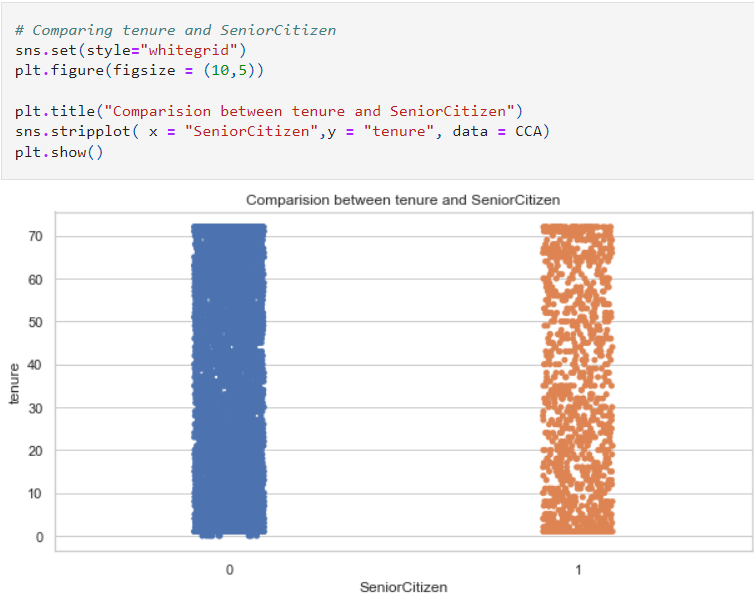 # Comparing tenure and SeniorCitizen
sns.set(style="whitegrid")
plt.figure(figsize = (10,5))
plt.title("Comparision between tenure and SeniorCitizen")
sns.stripplot( x = "SeniorCitizen",y = "tenure", data = CCA)
plt.show()
Comparision between tenure and SeniorCitizen
70
60
50
40
30
20
10
0
tenure
0 1
SeniorCitizen